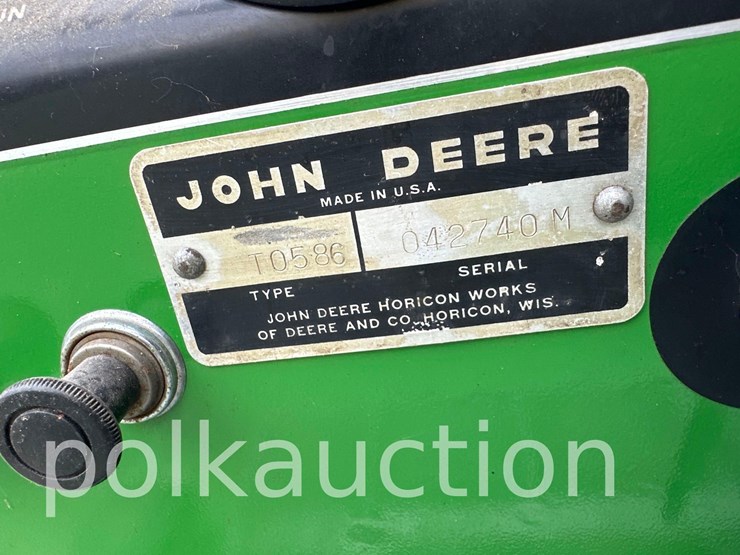 JOHN DEERE
MADE IN U.S.A.
T0586 042740 M
TYPE SERIAL
JOHN DEERE HORICON WORKS
OF DEERE AND CO. HORICON, WIS.
polkauction